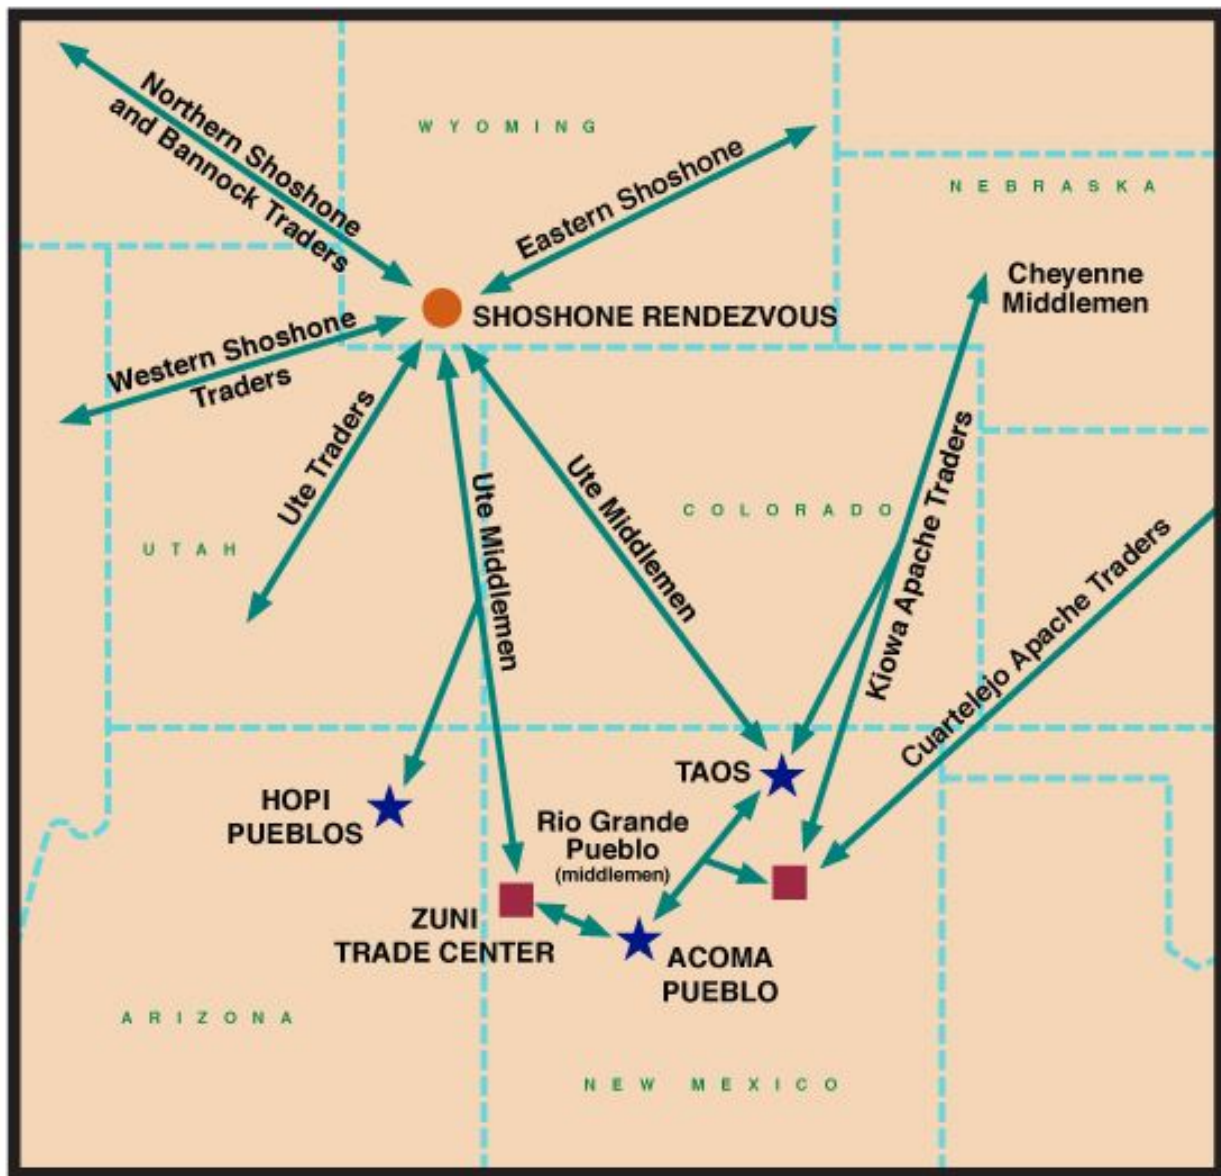 Northern Shoshone
and Bannock Traders
WYOMING
Eastern Shoshone
NEBRASKA
Cheyenne
Middlemen
SHOSHONE RENDEZVOUS
Western Shoshone
Traders
Ute Traders
Ute Middlemen
Ute Middlemen
COLORADO
Kiowa Apache Traders
Cuartelejo Apache Traders
UTAH
TAOS
HOPI
PUEBLOS
Rio Grande
Pueblo
(middlemen)
ZUNI
TRADE CENTER
ACOMA
PUEBLO
ARIZONA
NEW MEXICO